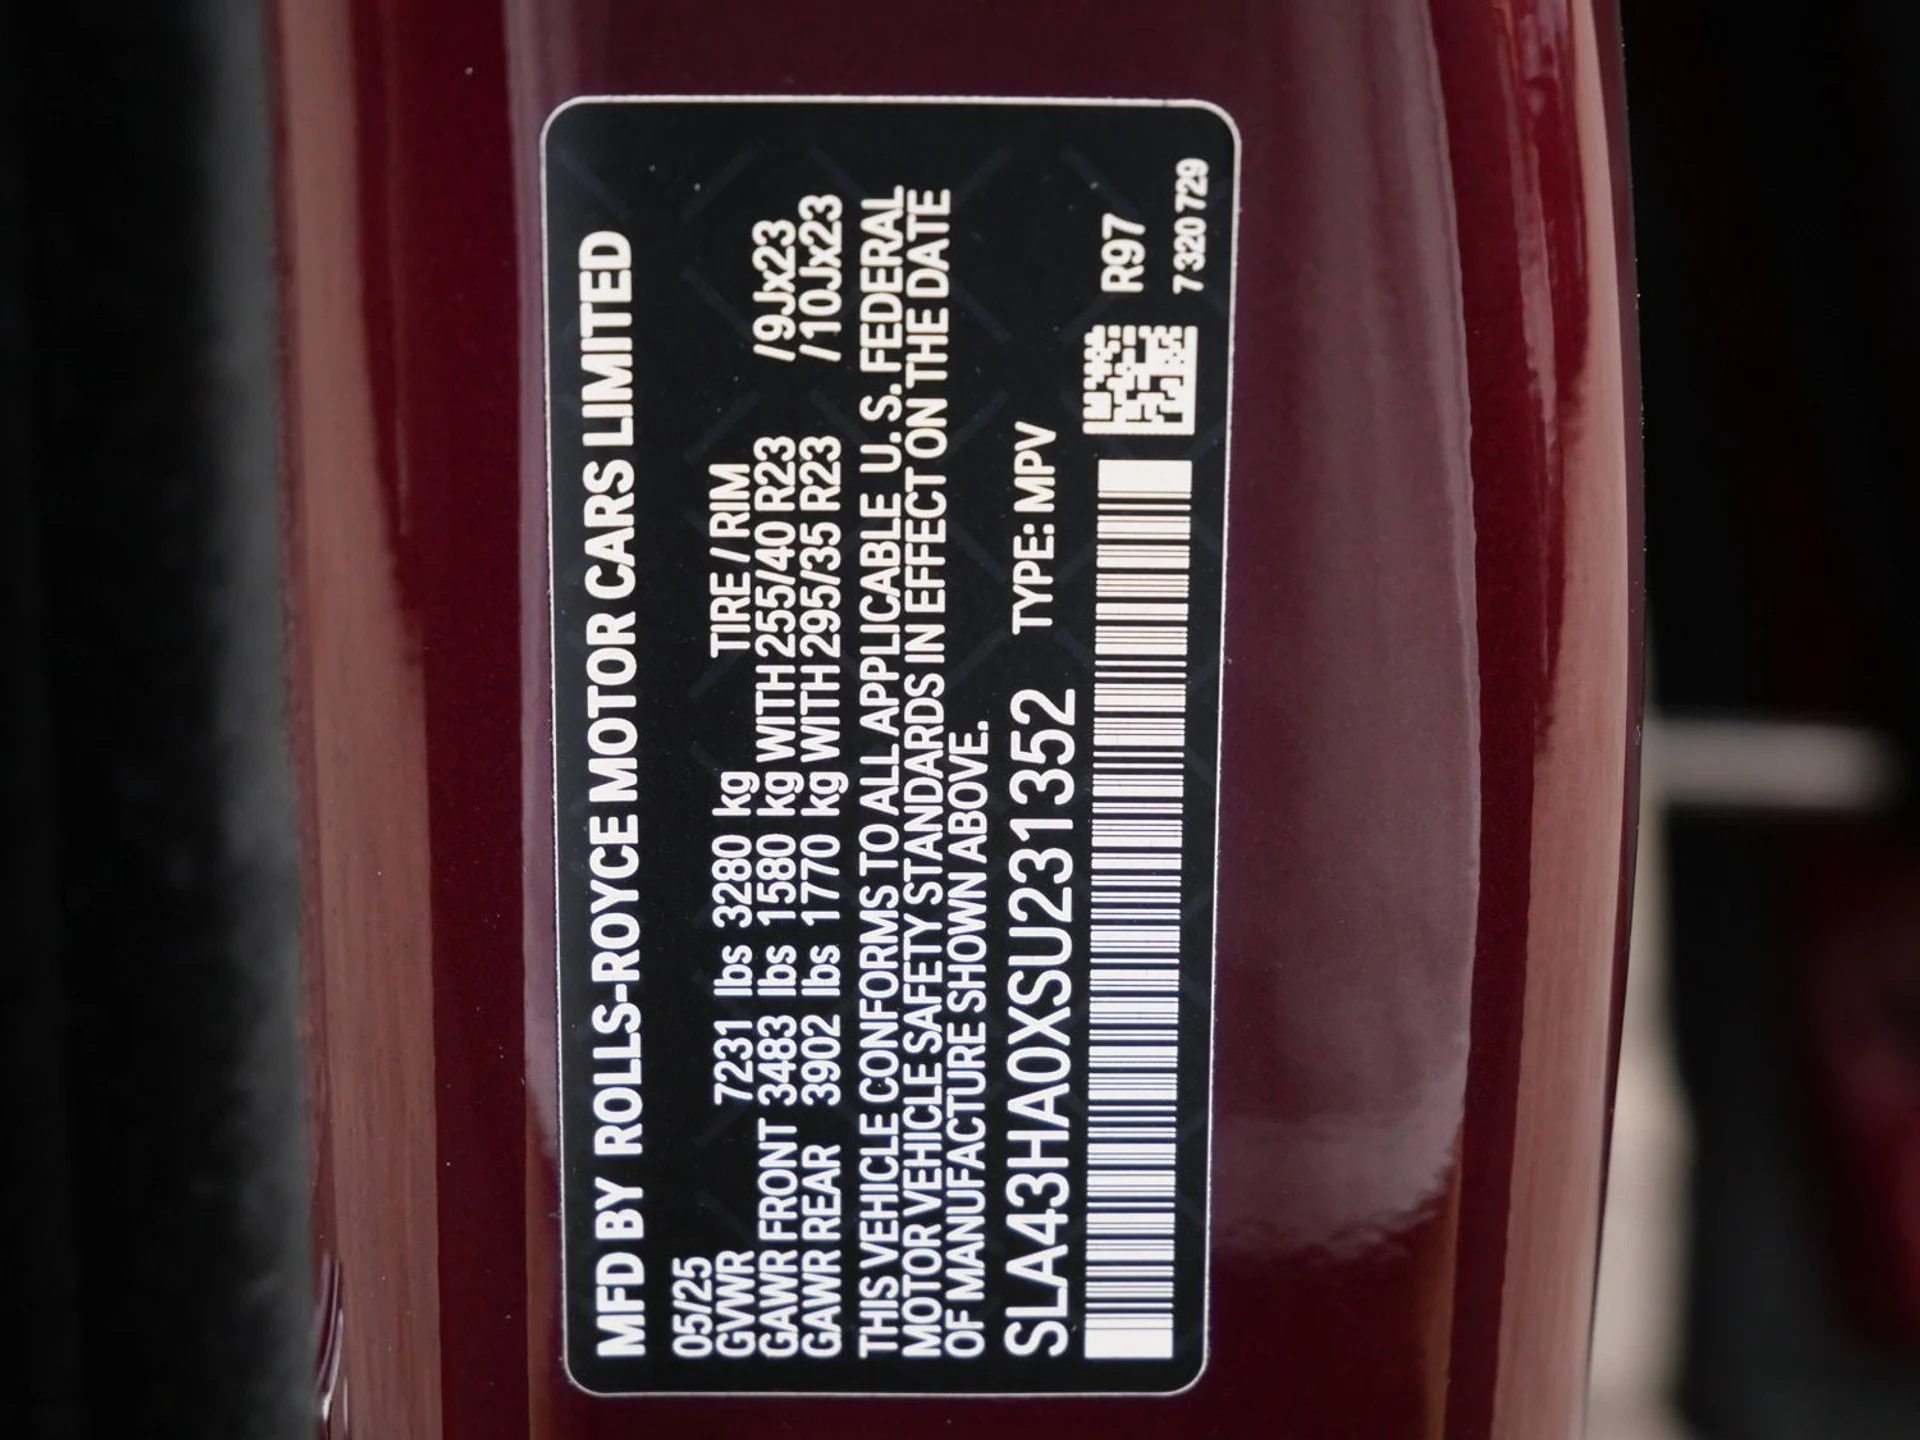 MFD BY ROLLS-ROYCE MOTOR CARS LIMITED
05/25
GVWR 7231 lbs 3280 kg TIRE / RIM
GAWR FRONT 3483 lbs 1580 kg WITH 255/40 R23 /9Jx23
GAWR REAR 3902 lbs 1770 kg WITH 295/35 R23 /10Jx23
THIS VEHICLE CONFORMS TO ALL APPLICABLE U.S. FEDERAL
MOTOR VEHICLE SAFETY STANDARDS IN EFFECT ON THE DATE
OF MANUFACTURE SHOWN ABOVE.
SLA43HA0XSU231352 TYPE: MPV
R97
7 320 729